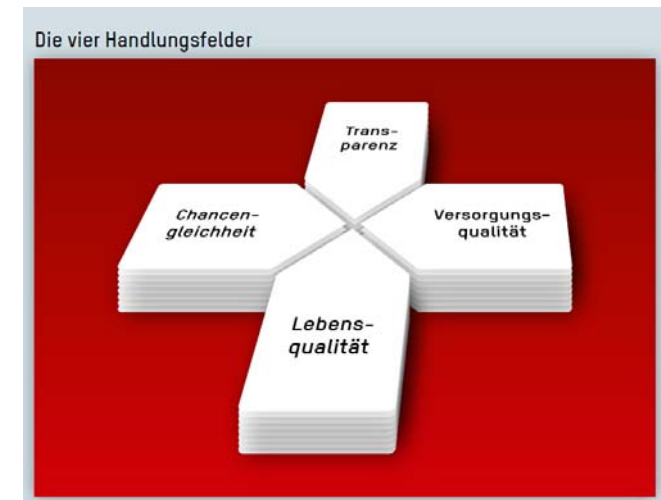 Die vier Handlungsfelder
Trans-
parenz
Chancen-
gleichheit
Versorgungs-
qualität
Lebens-
qualität